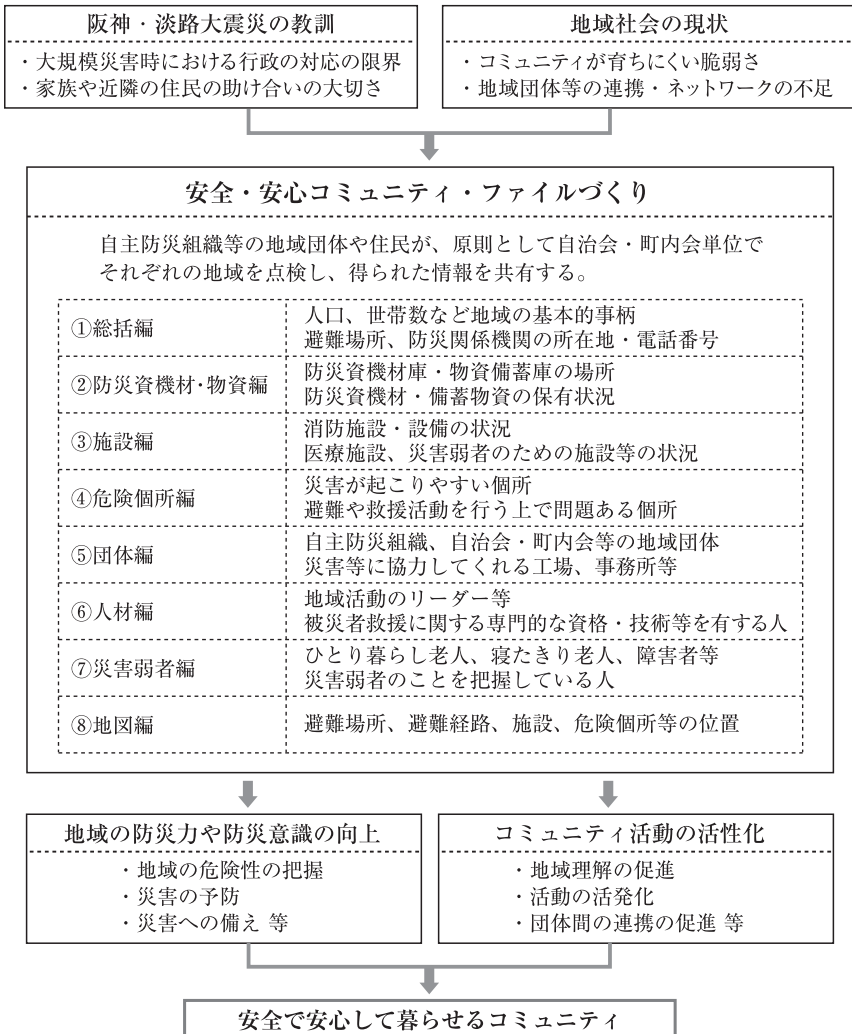 阪神・淡路大震災の教訓
・大規模災害時における行政の対応の限界
・家族や近隣の住民の助け合いの大切さ
地域社会の現状
・コミュニティが育ちにくい脆弱さ
・地域団体等の連携・ネットワークの不足
安全・安心コミュニティ・ファイルづくり
自主防災組織等の地域団体や住民が、原則として自治会・町内会単位で
それぞれの地域を点検し、得られた情報を共有する。
①総括編
人口、世帯数など地域の基本的事柄
避難場所、防災関係機関の所在地・電話番号
②防災資機材・物資編
防災資機材庫・物資備蓄庫の場所
防災資機材・備蓄物資の保有状況
③施設編
消防施設・設備の状況
医療施設、災害弱者のための施設等の状況
④危険個所編
災害が起こりやすい個所
避難や救援活動を行う上で問題ある個所
⑤団体編
自主防災組織、自治会・町内会等の地域団体
災害等に協力してくれる工場、事務所等
⑥人材編
地域活動のリーダー等
被災者救援に関する専門的な資格・技術等を有する人
⑦災害弱者編
ひとり暮らし老人、寝たきり老人、障害者等
災害弱者のことを把握している人
⑧地図編
避難場所、避難経路、施設、危険個所等の位置
地域の防災力や防災意識の向上
・地域の危険性の把握
・災害の予防
・災害への備え 等
コミュニティ活動の活性化
・地域理解の促進
・活動の活発化
・団体間の連携の促進 等
安全で安心して暮らせるコミュニティ